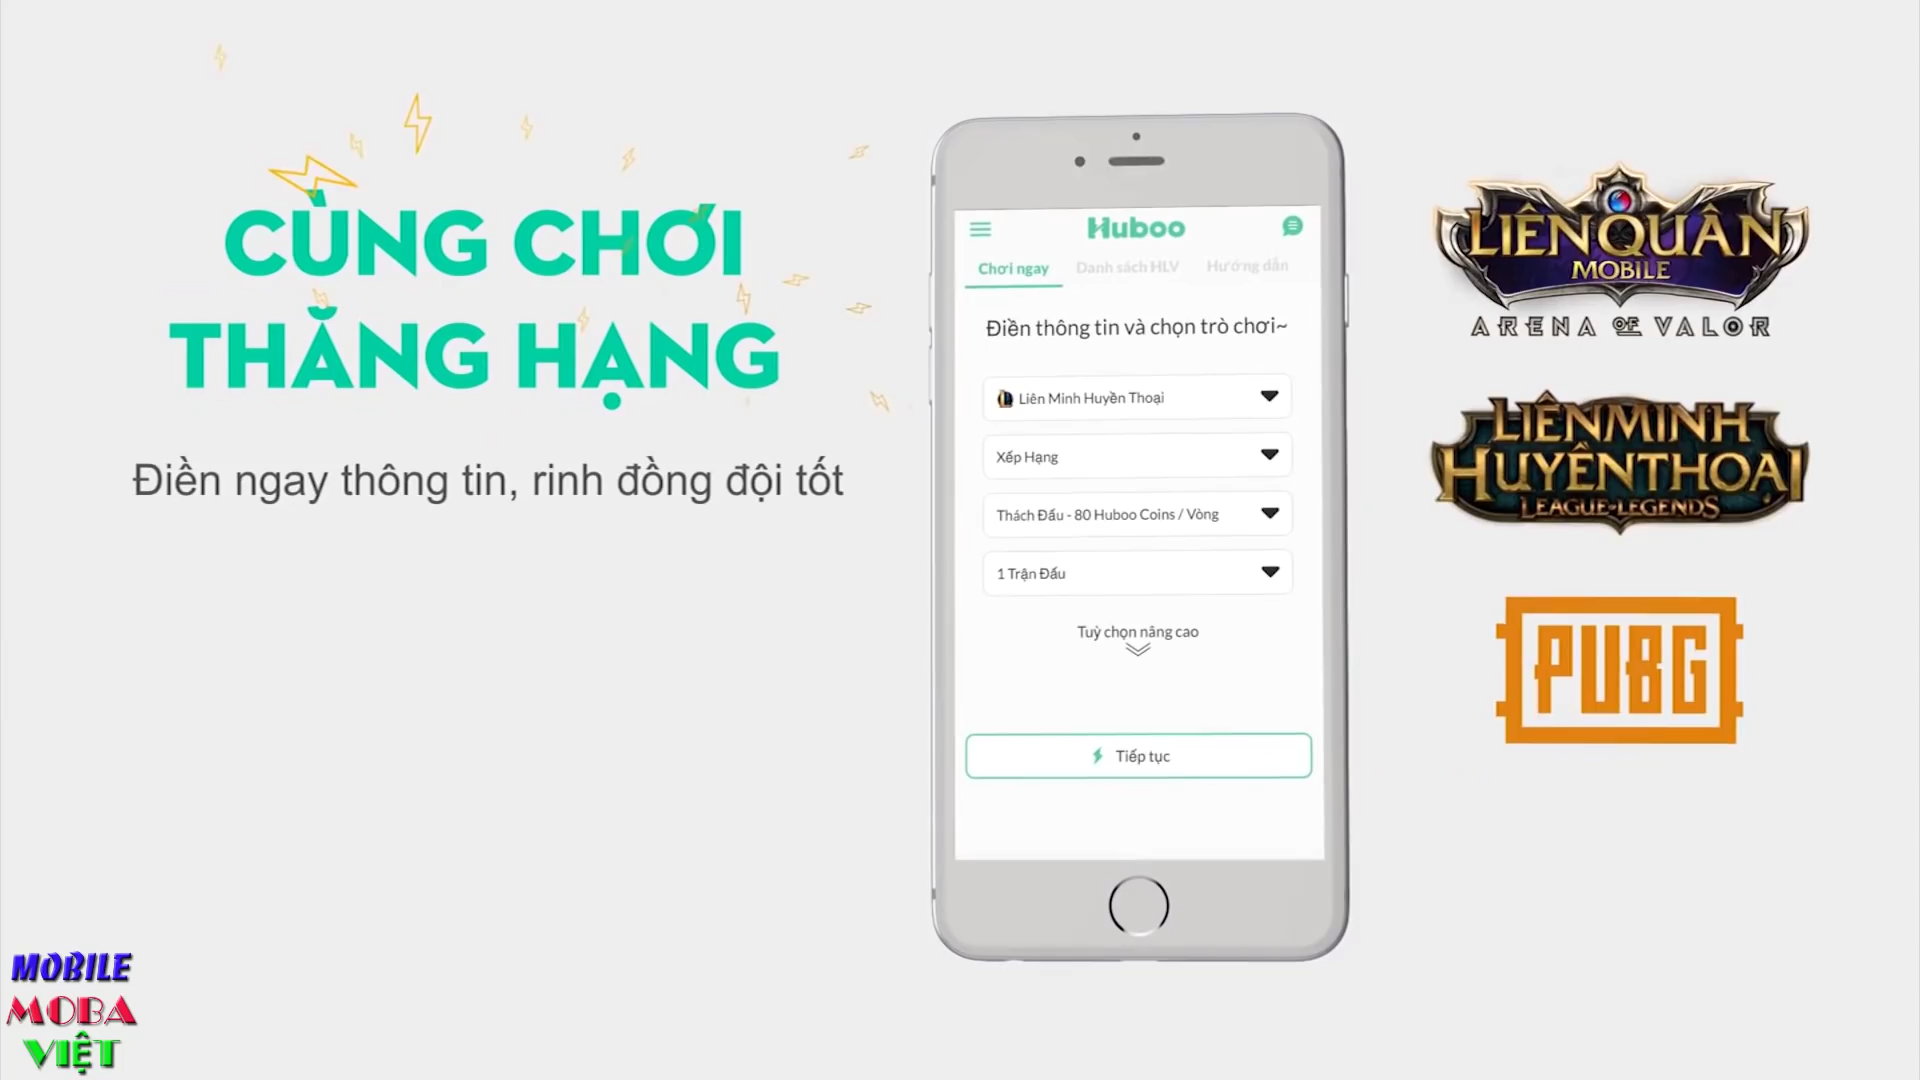 CÙNG CHƠI
THĂNG HẠNG
Điền ngay thông tin, rinh đồng đội tốt
Huboo
Chơi ngay
Danh sách HLV
Hướng dẫn
Điền thông tin và chọn trò chơi~
Liên Minh Huyền Thoại
Xếp Hạng
Thách Đấu - 80 Huboo Coins / Vòng
1 Trận Đấu
Tuỳ chọn nâng cao
Tiếp tục
LIÊN QUÂN
MOBILE
ARENA OF VALOR
LIÊN MINH
HUYỀN THOẠI
LEAGUE OF LEGENDS
PUBG
MOBILE
MOBA
VIỆT